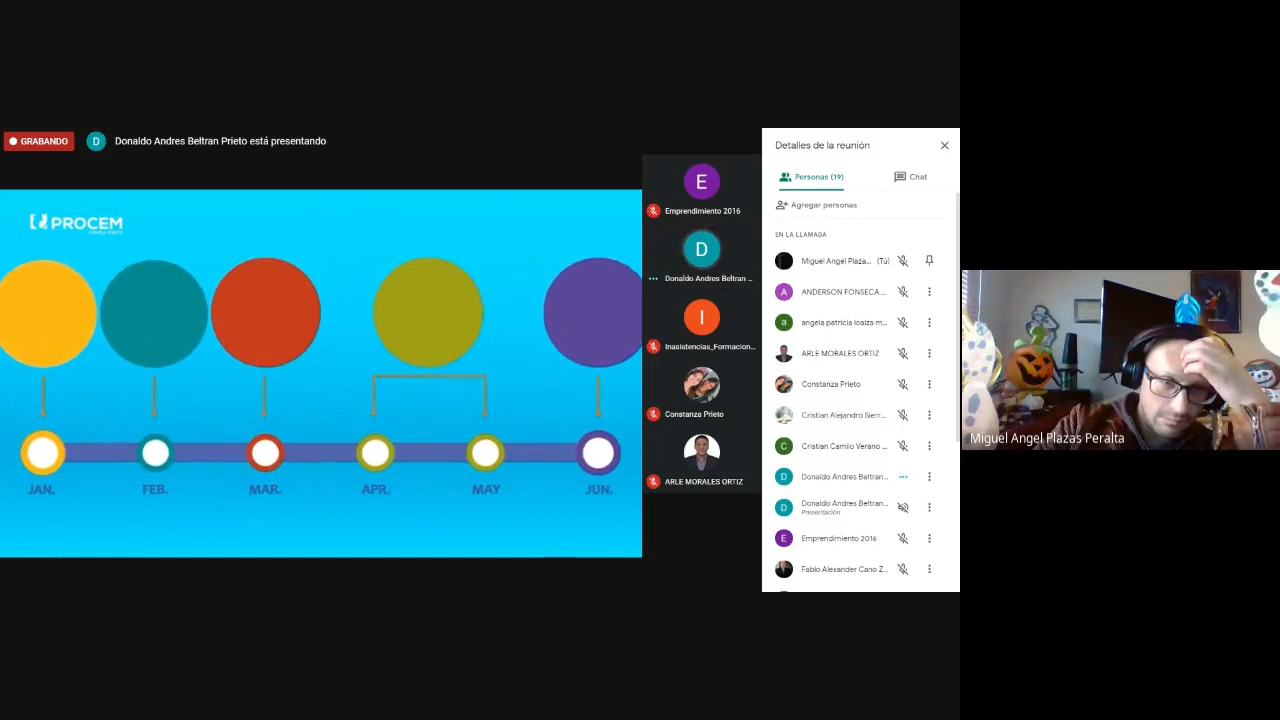 GRABANDO
D
Donaldo Andres Beltran Prieto está presentando
PROCEM
JAN.
FEB.
MAR.
APR.
MAY
JUN.
E
Emprendimiento 2016
D
Donaldo Andres Beltran ...
I
Inasistencias_Formacion...
Constanza Prieto
ARLE MORALES ORTIZ
Detalles de la reunión
Personas (19)
Chat
Agregar personas
EN LA LLAMADA
Miguel Angel Plaza... (Tú)
A
ANDERSON FONSECA ...
a
angela patricia loaiza m...
ARLE MORALES ORTIZ
Constanza Prieto
Cristian Alejandro Sierr...
C
Cristian Camilo Verano ...
D
Donaldo Andres Beltran...
D
Donaldo Andres Beltran...
Presentación
E
Emprendimiento 2016
Fabio Alexander Cano Z...
Miguel Angel Plazas Peralta